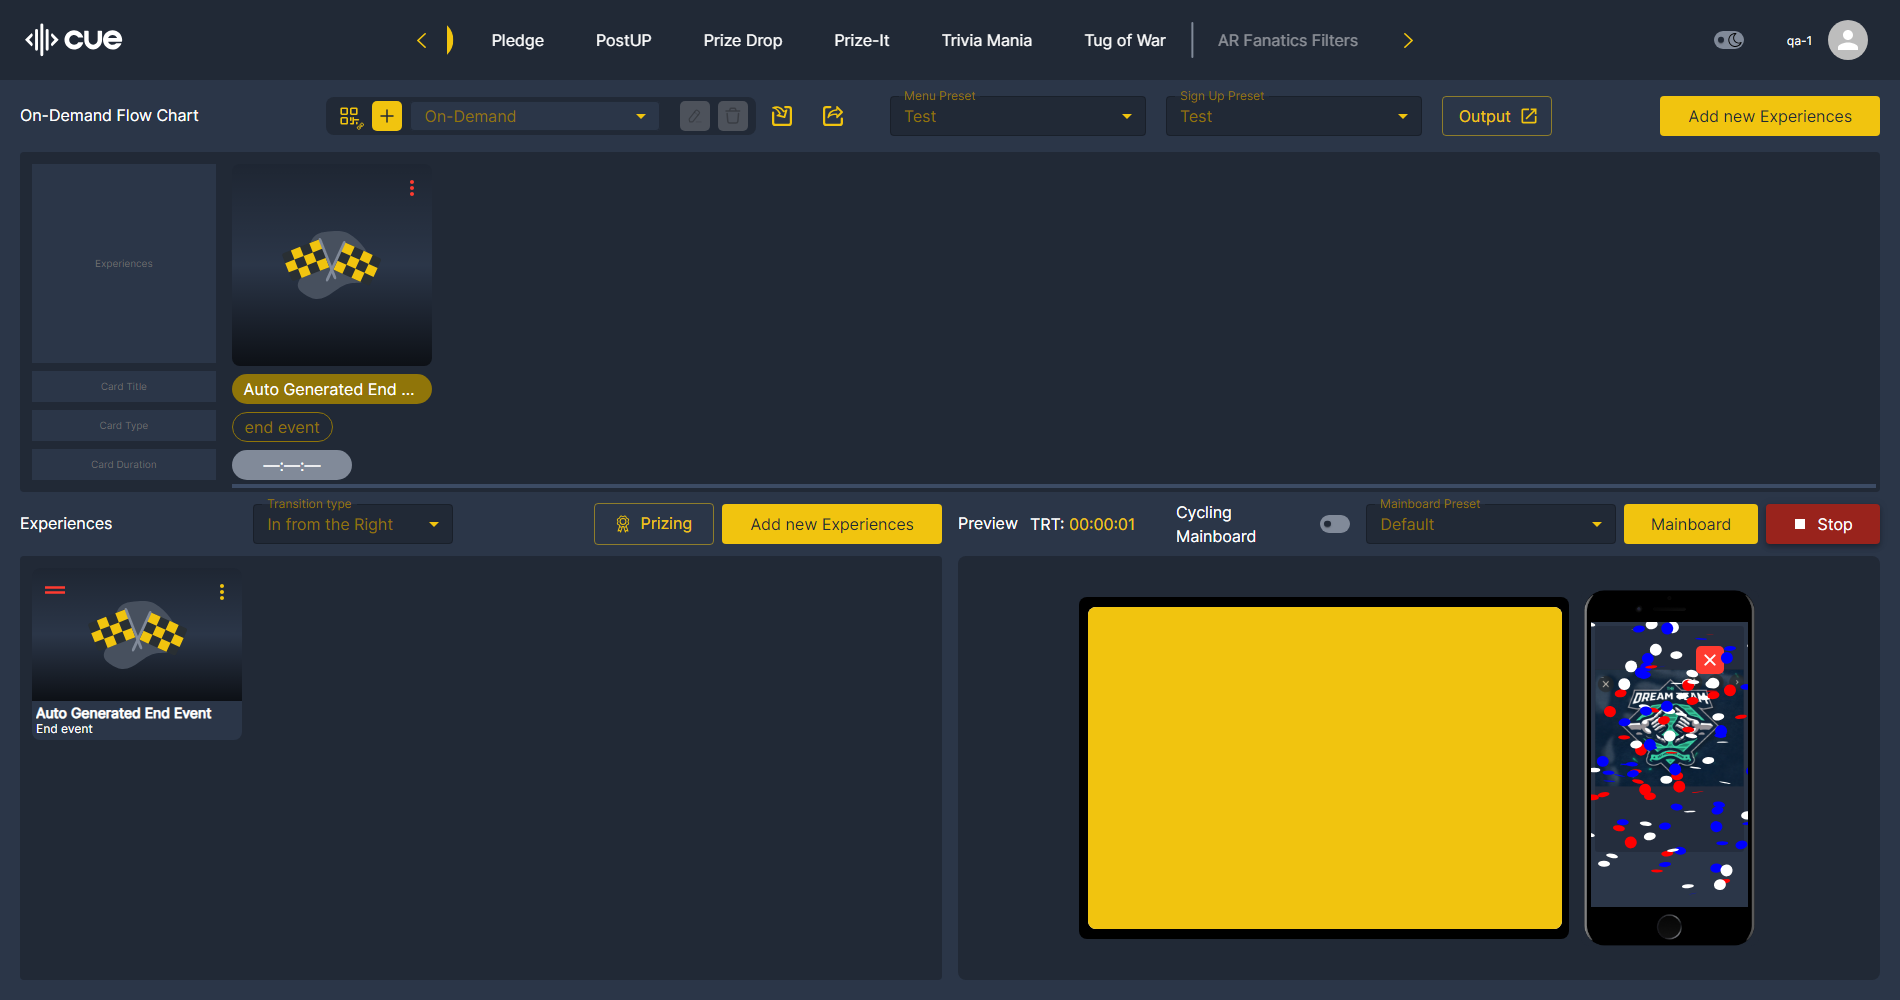 cue
Pledge
PostUP
Prize Drop
Prize-It
Trivia Mania
Tug of War
AR Fanatics Filters
qa-1
On-Demand Flow Chart
On-Demand
Menu Preset
Test
Sign Up Preset
Test
Output
Add new Experiences
Experiences
Card Title
Card Type
Card Duration
Auto Generated End ...
end event
—:—:—
Experiences
Transition type
In from the Right
Prizing
Add new Experiences
Preview
TRT: 00:00:01
Cycling
Mainboard
Mainboard Preset
Default
Mainboard
Stop
Auto Generated End Event
End event
DREAM TEAM